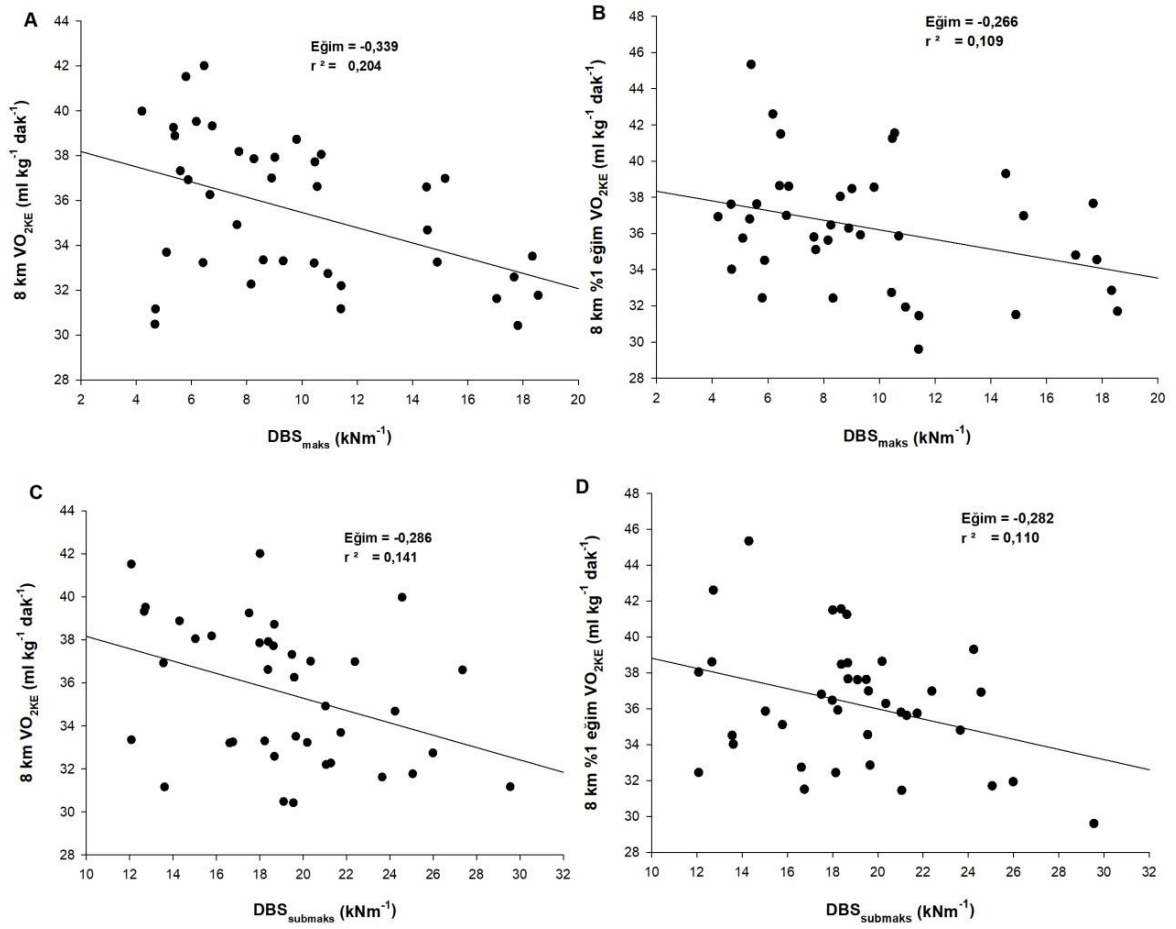 A
Eğim = -0,339
r ² = 0,204
8 km VO2KE (ml kg-1 dak-1)
44
42
40
38
36
34
32
30
28
2 4 6 8 10 12 14 16 18 20
DBSmaks (kNm-1)
B
Eğim = -0,266
r ² = 0,109
8 km %1 eğim VO2KE (ml kg-1 dak-1)
48
46
44
42
40
38
36
34
32
30
28
2 4 6 8 10 12 14 16 18 20
DBSmaks (kNm-1)
C
Eğim = -0,286
r ² = 0,141
8 km VO2KE (ml kg-1 dak-1)
44
42
40
38
36
34
32
30
28
10 12 14 16 18 20 22 24 26 28 30 32
DBSsubmaks (kNm-1)
D
Eğim = -0,282
r ² = 0,110
8 km %1 eğim VO2KE (ml kg-1 dak-1)
48
46
44
42
40
38
36
34
32
30
28
10 12 14 16 18 20 22 24 26 28 30 32
DBSsubmaks (kNm-1)